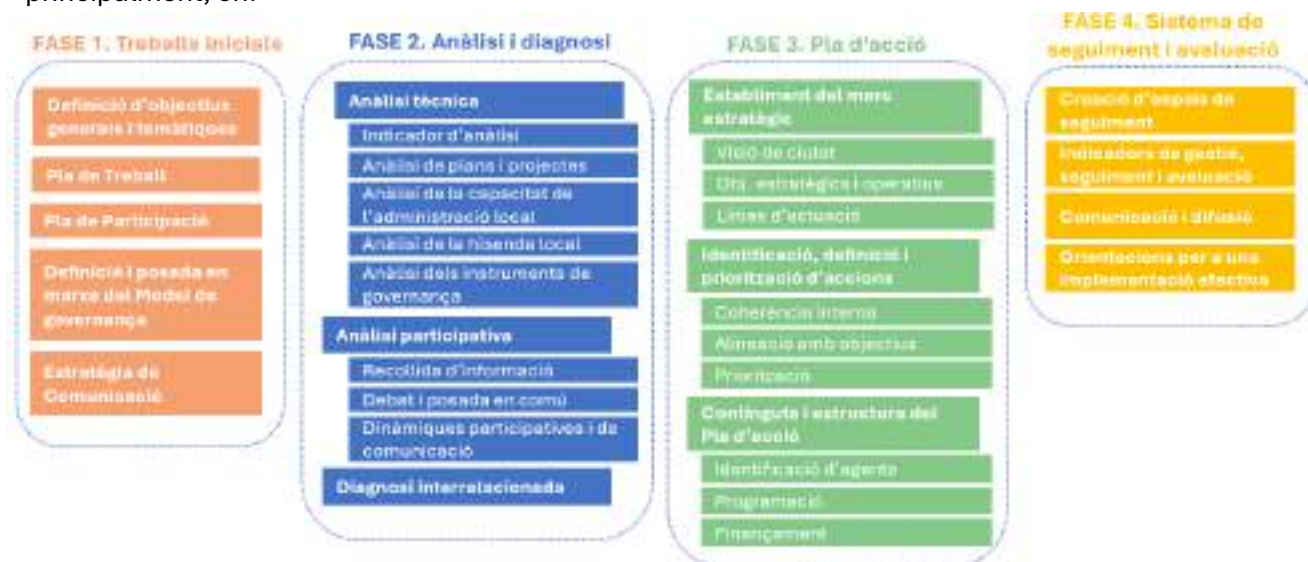 principalment, en:
FASE 1. Treballs inicials
Definició d'objectius
generals i temàtiques
Pla de Treball
Pla de Participació
Definició i posada en
marxa del Model de
governança
Estratègia de
Comunicació
FASE 2. Anàlisi i diagnosi
Anàlisi tècnica
Indicador d'anàlisi
Anàlisi de plans i projectes
Anàlisi de la capacitat de
l'administració local
Anàlisi de la hisenda local
Anàlisi dels instruments de
governança
Anàlisi participativa
Recollida d'informació
Debat i posada en comú
Dinàmiques participatives i de
comunicació
Diagnosi interrelacionada
FASE 3. Pla d'acció
Establiment del marc
estratègic
Visió de ciutat
Obj. estratègics i operatius
Línies d'actuació
Identificació, definició i
priorització d'accions
Coherència interna
Alineació amb objectius
Priorització
Contingut i estructura del
Pla d'acció
Identificació d'agents
Programació
Finançament
FASE 4. Sistema de
seguiment i avaluació
Creació d'espais de
seguiment
Indicadors de gestió,
seguiment i avaluació
Comunicació i difusió
Orientacions per a una
implementació efectiva